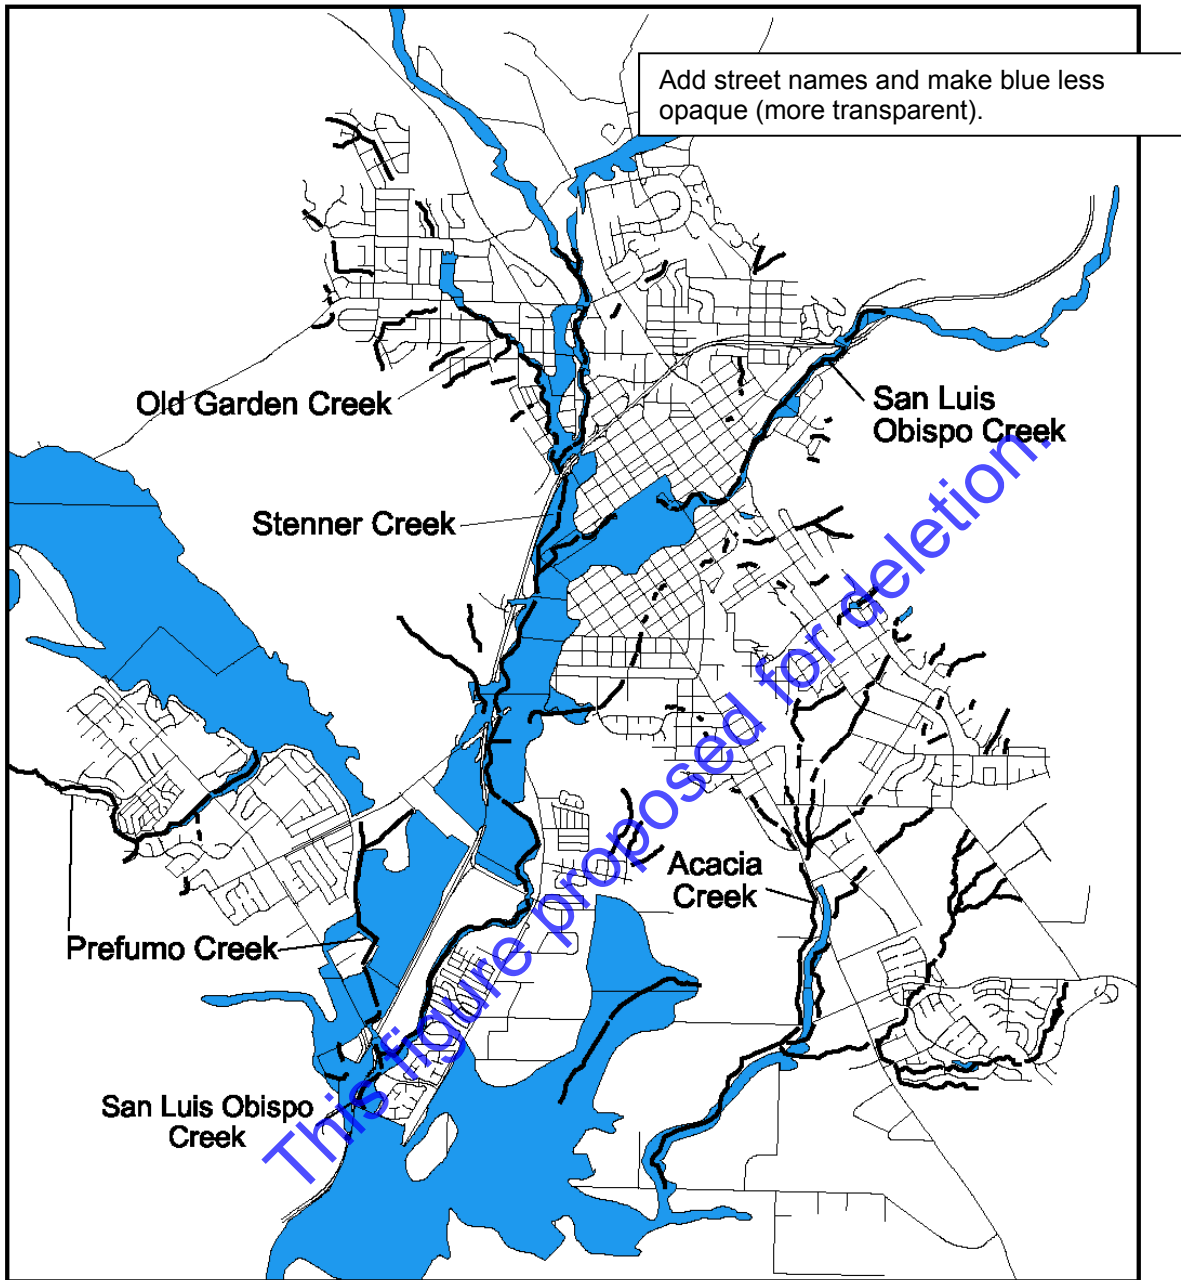 Add street names and make blue less
opaque (more transparent).
Old Garden Creek
San Luis
Obispo Creek
Stenner Creek
Acacia
Creek
Prefumo Creek
San Luis Obispo
Creek
This figure proposed for deletion.